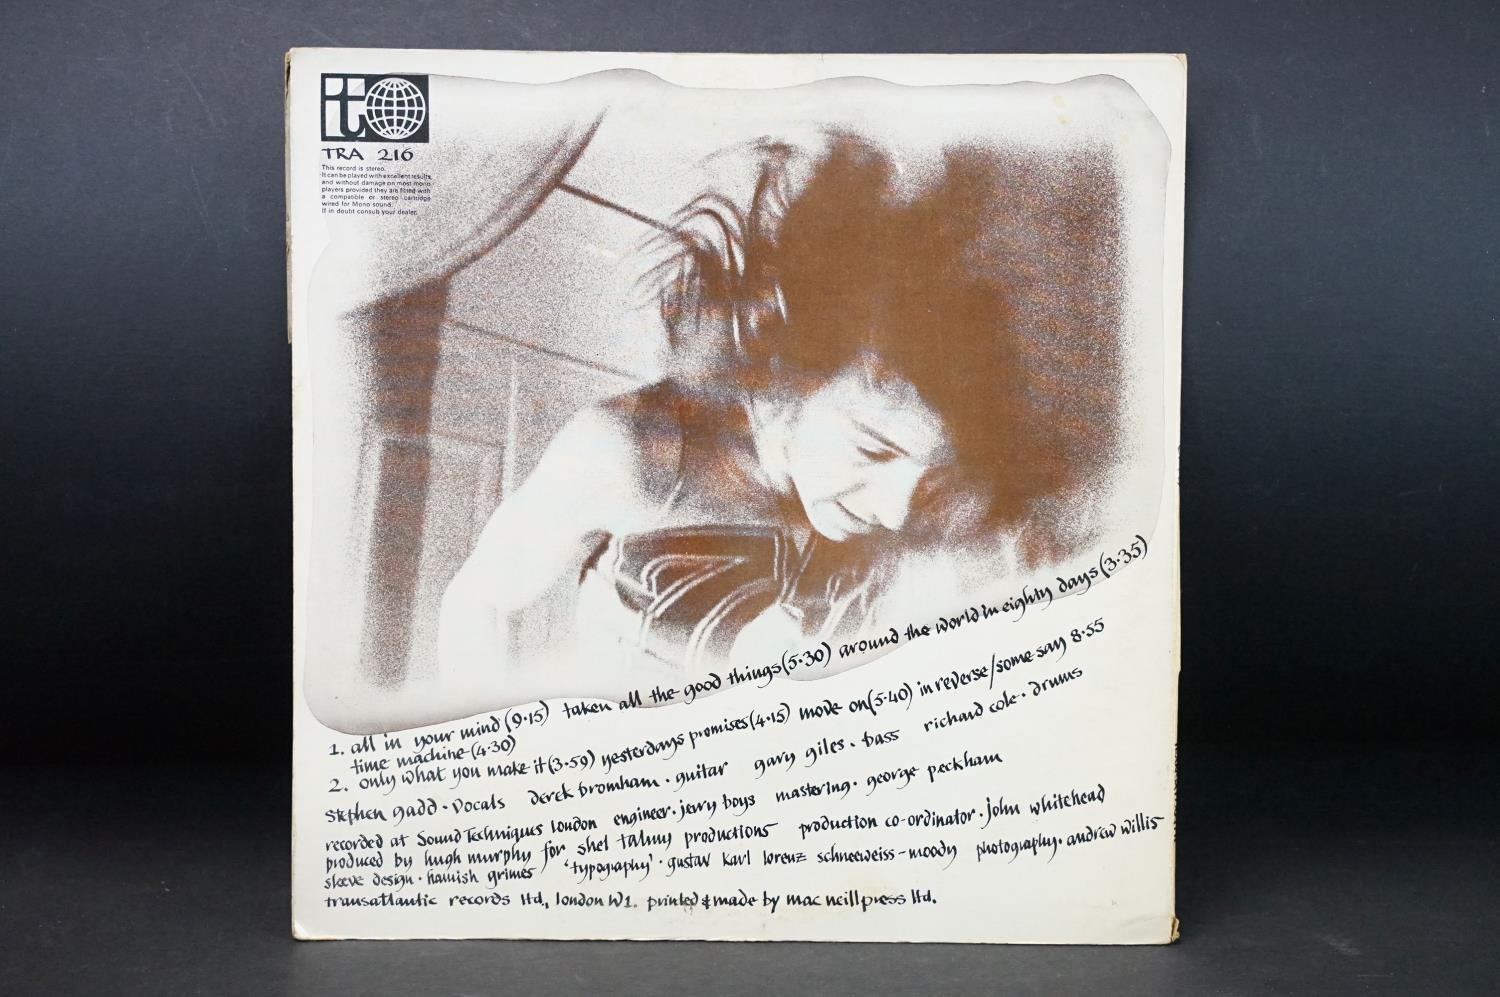 it
TRA 216
This record is stereo.
It can be played with excellent results,
and without damage on most mono
players provided they are fitted with
a compatible or stereo cartridge
wired for Mono sound.
If in doubt consult your dealer.
1. all in your mind (9·15) taken all the good things (5·30) around the world in eighty days (3·35)
time machine (4·30)
2. only what you make it (3·59) yesterdays promises (4·15) move on (5·40) in reverse/some say 8·55
stephen gadd · vocals derek bromham · guitar gary giles · bass richard cole · drums
recorded at Sound Techniques london engineer · jerry boys mastering · george peckham
produced by hugh murphy for shel talmy productions production co-ordinator · john whitehead
sleeve design · hamish grimes 'typography' · gustav karl lorenz schneeweiss-moody photography · andrew willis
transatlantic records ltd., london W1. printed & made by mac neill press ltd.